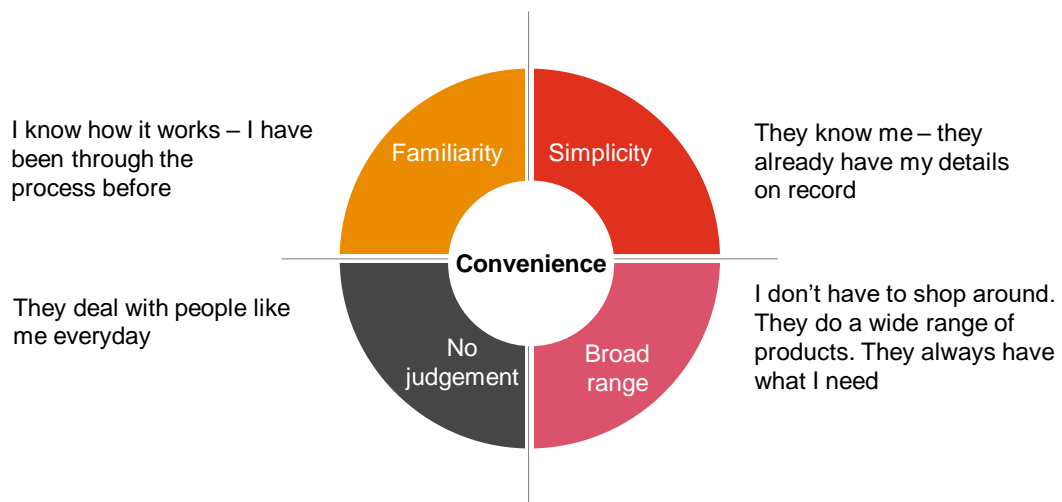 I know how it works – I have
been through the
process before
Familiarity
Simplicity
They know me – they
already have my details
on record
Convenience
They deal with people like
me everyday
No
judgement
Broad
range
I don’t have to shop around.
They do a wide range of
products. They always have
what I need